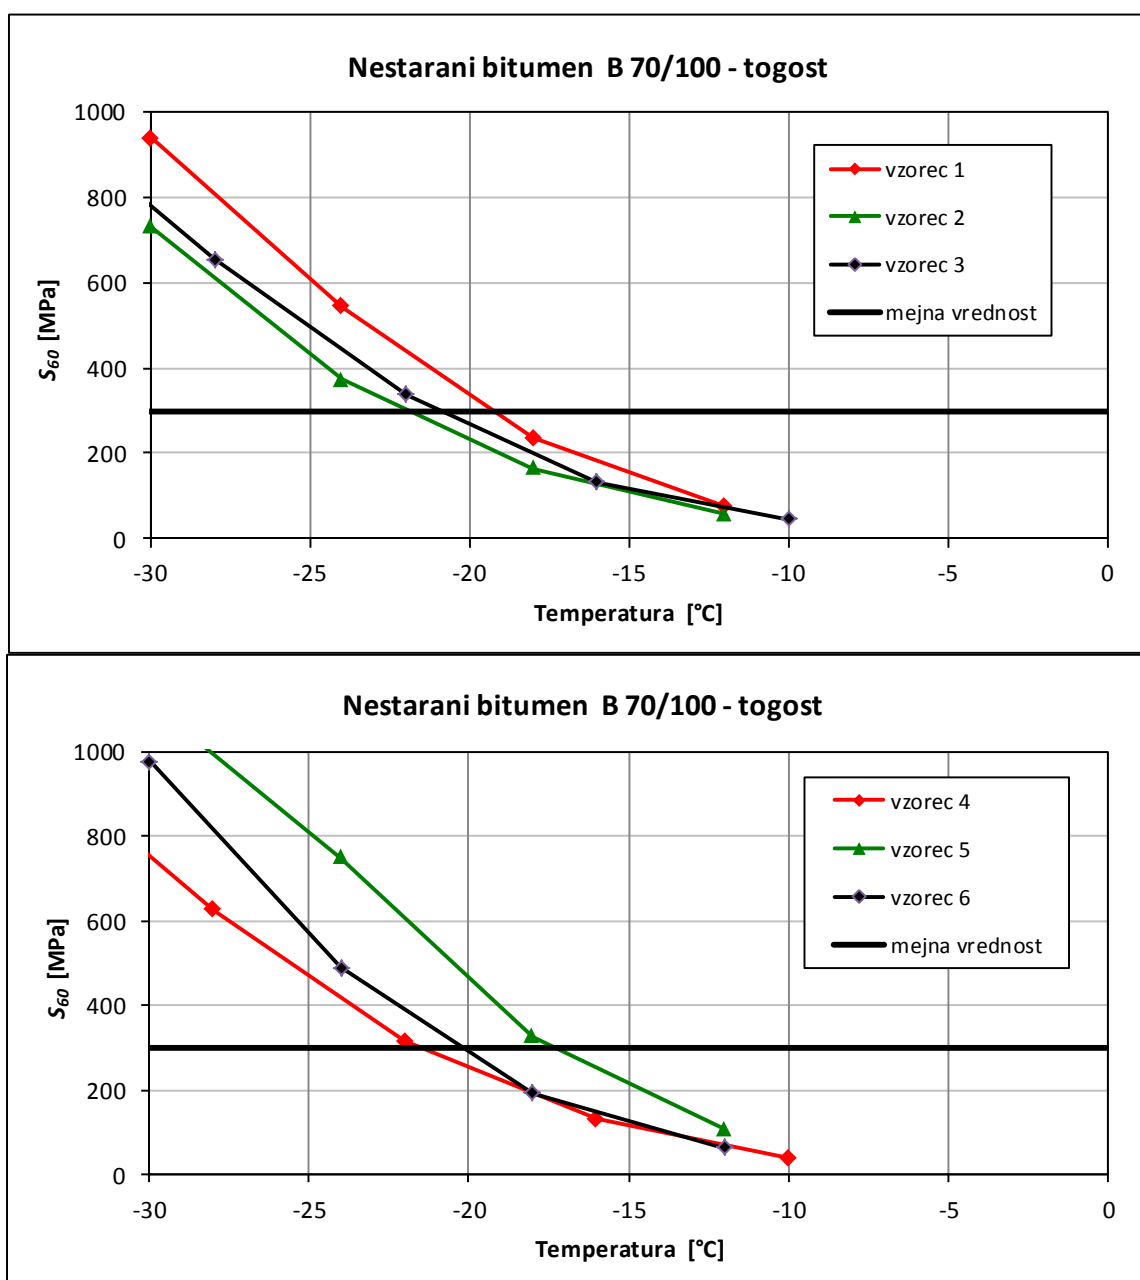 Nestarani bitumen B 70/100 - togost
1000
800
600
400
200
0
S60 [MPa]
-30 -25 -20 -15 -10 -5 0
Temperatura [°C]
vzorec 1
vzorec 2
vzorec 3
mejna vrednost
Nestarani bitumen B 70/100 - togost
1000
800
600
400
200
0
S60 [MPa]
-30 -25 -20 -15 -10 -5 0
Temperatura [°C]
vzorec 4
vzorec 5
vzorec 6
mejna vrednost